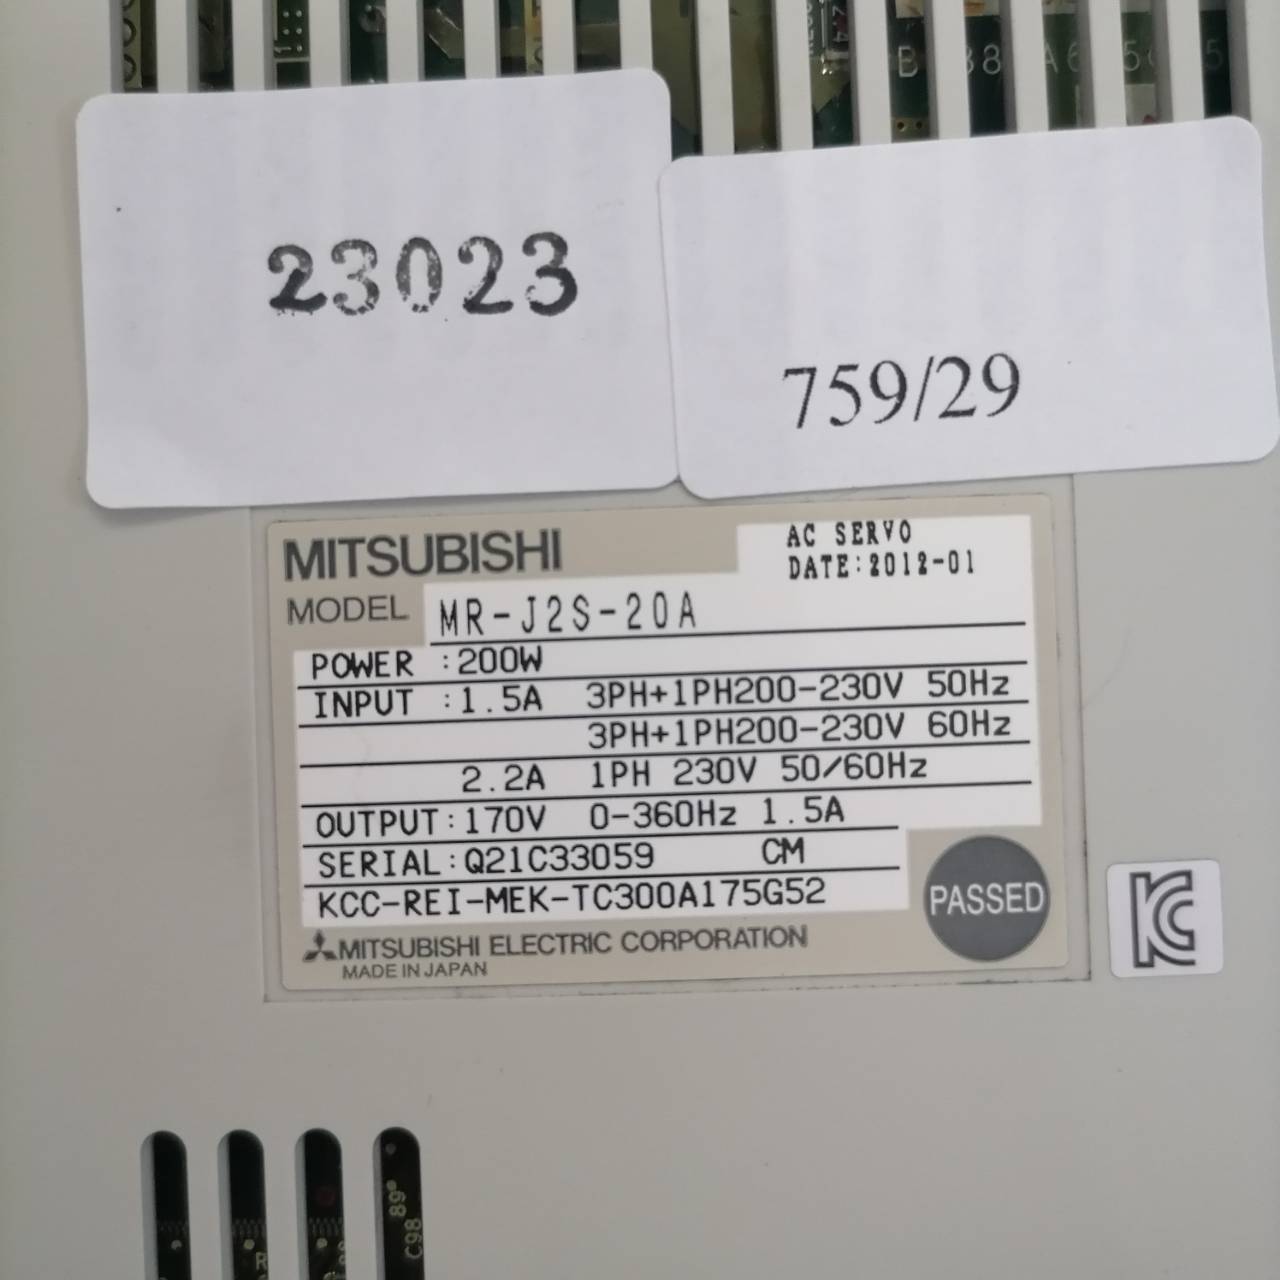 23023
759/29
MITSUBISHI
AC SERVO
DATE:2012-01
MODEL MR-J2S-20A
POWER :200W
INPUT :1.5A 3PH+1PH200-230V 50Hz
3PH+1PH200-230V 60Hz
2.2A 1PH 230V 50/60Hz
OUTPUT:170V 0-360Hz 1.5A
SERIAL:Q21C33059 CM
KCC-REI-MEK-TC300A175G52
PASSED
MITSUBISHI ELECTRIC CORPORATION
MADE IN JAPAN
C98
89